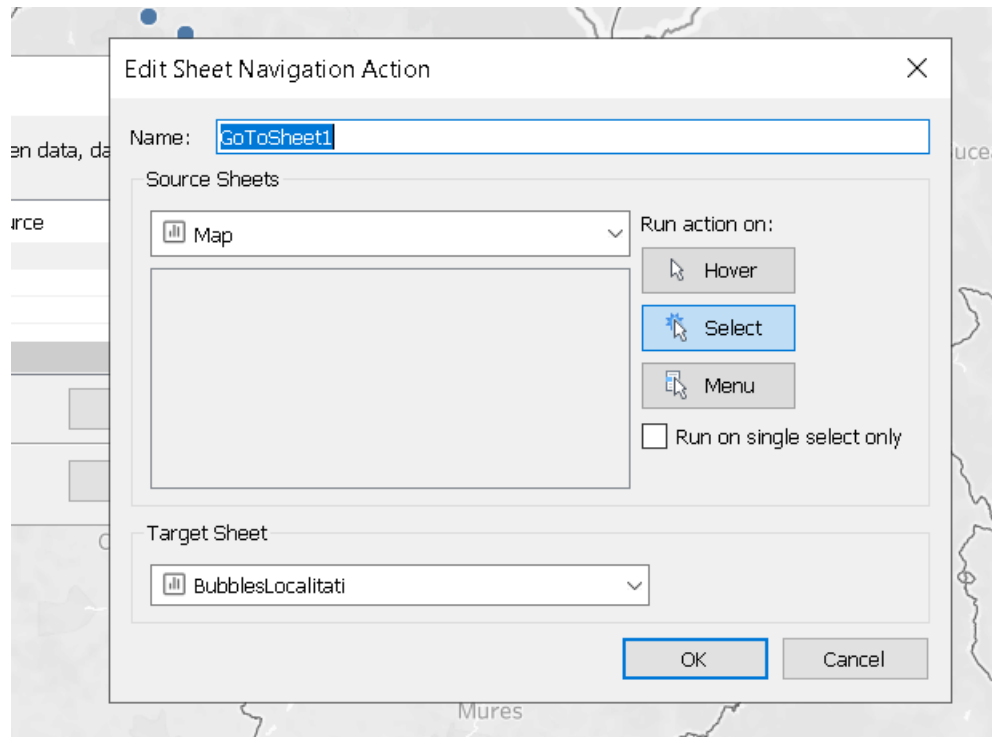 Edit Sheet Navigation Action
Name: GoToSheet1
en data, da
uce
Source Sheets
urce
Map
Run action on:
Hover
Select
Menu
Run on single select only
Target Sheet
C
BubblesLocalitati
OK
Cancel
Mures